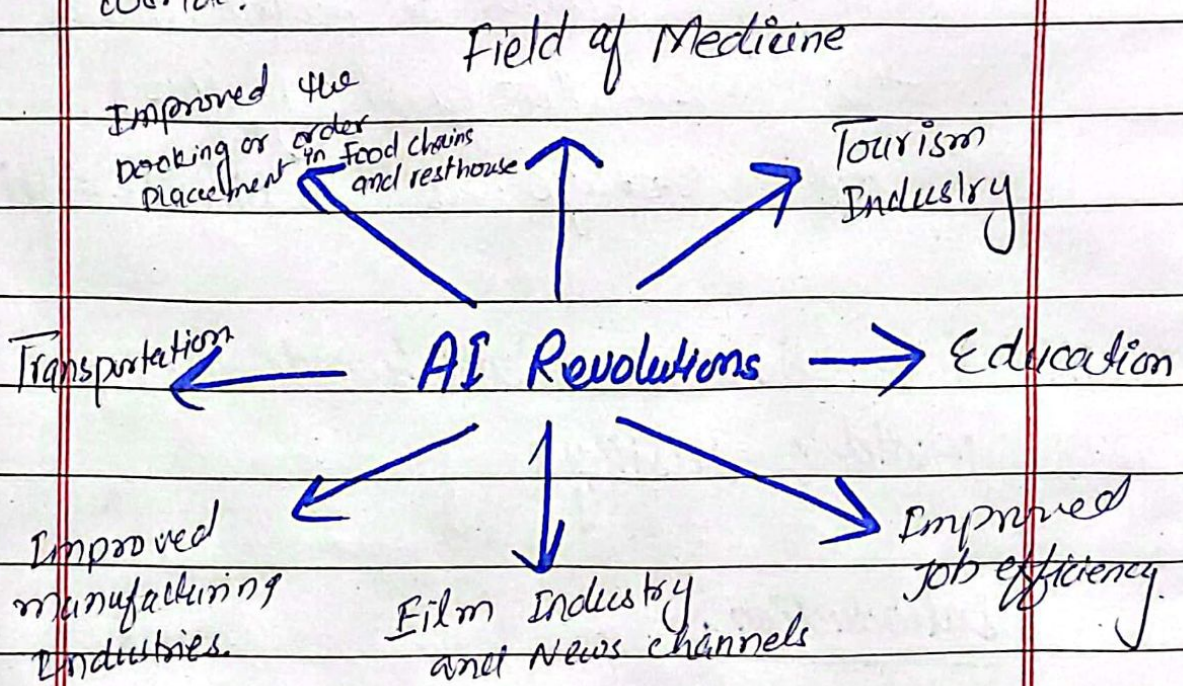 Field of Medicine
Improved the
booking or order
placement in food chains
and resthouse
Tourism
Industry
Transportation
AI Revolutions
Education
Improved
manufacturing
Industries.
Film Industry
and News channels
Improved
Job efficiency.